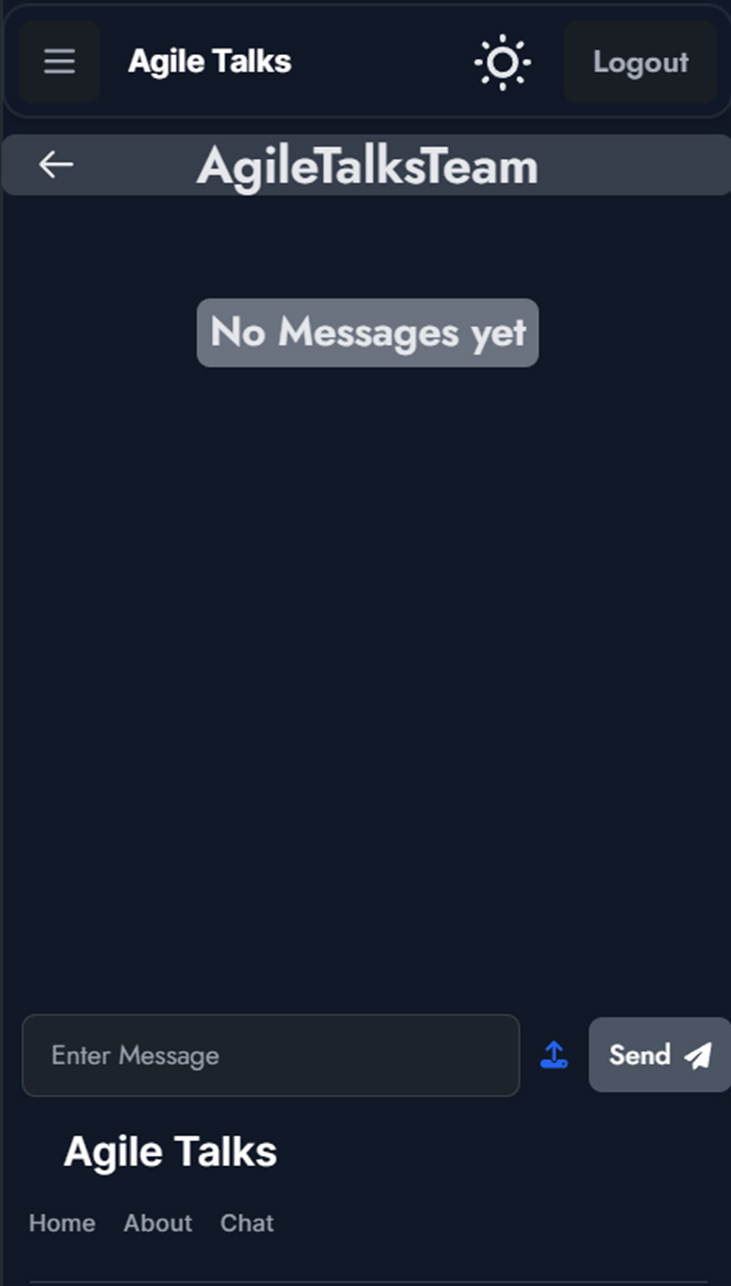 Agile Talks
Logout
AgileTalksTeam
No Messages yet
Enter Message
Send
Agile Talks
Home About Chat